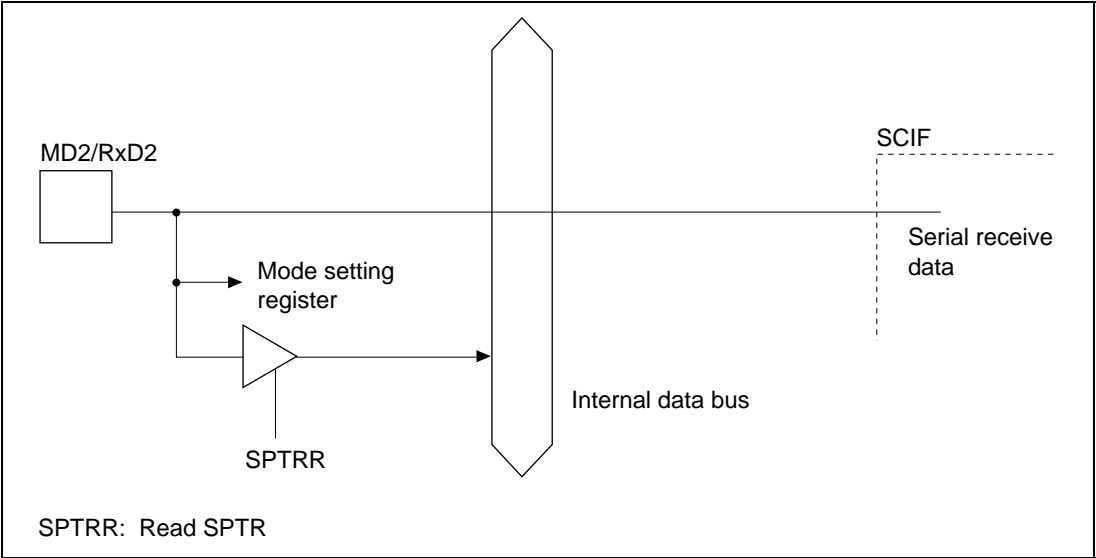 MD2/RxD2
SCIF
Serial receive
data
Mode setting
register
Internal data bus
SPTRR
SPTRR: Read SPTR